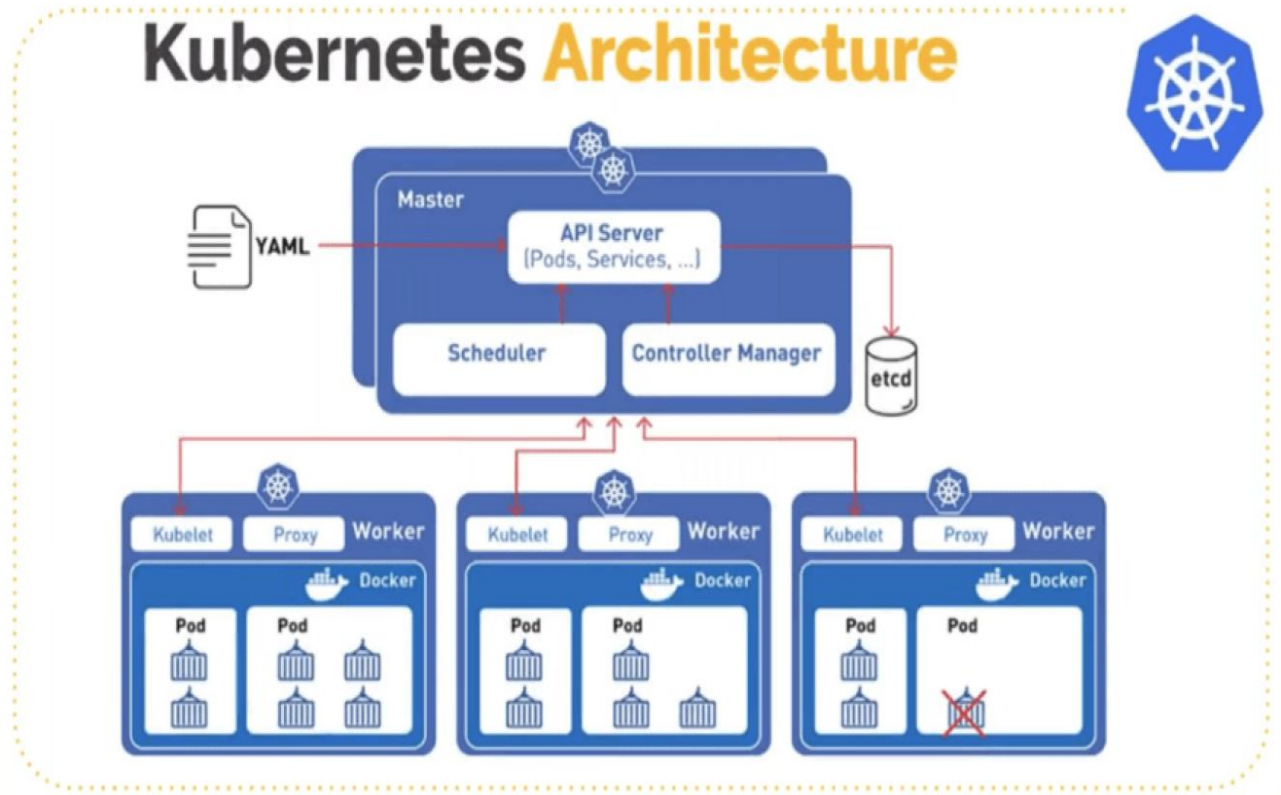 Kubernetes Architecture
Master
YAML
API Server
(Pods, Services, ...)
Scheduler
Controller Manager
etcd
Kubelet
Proxy
Worker
Docker
Pod
Pod
Kubelet
Proxy
Worker
Docker
Pod
Pod
Kubelet
Proxy
Worker
Docker
Pod
Pod